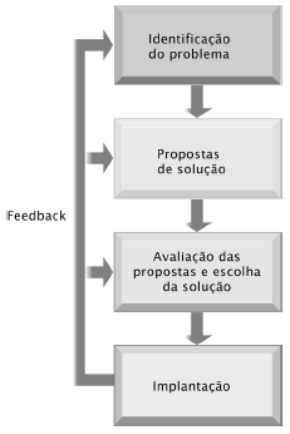 Identificação
do problema
Propostas
de solução
Feedback
Avaliação das
propostas e escolha
da solução
Implantação